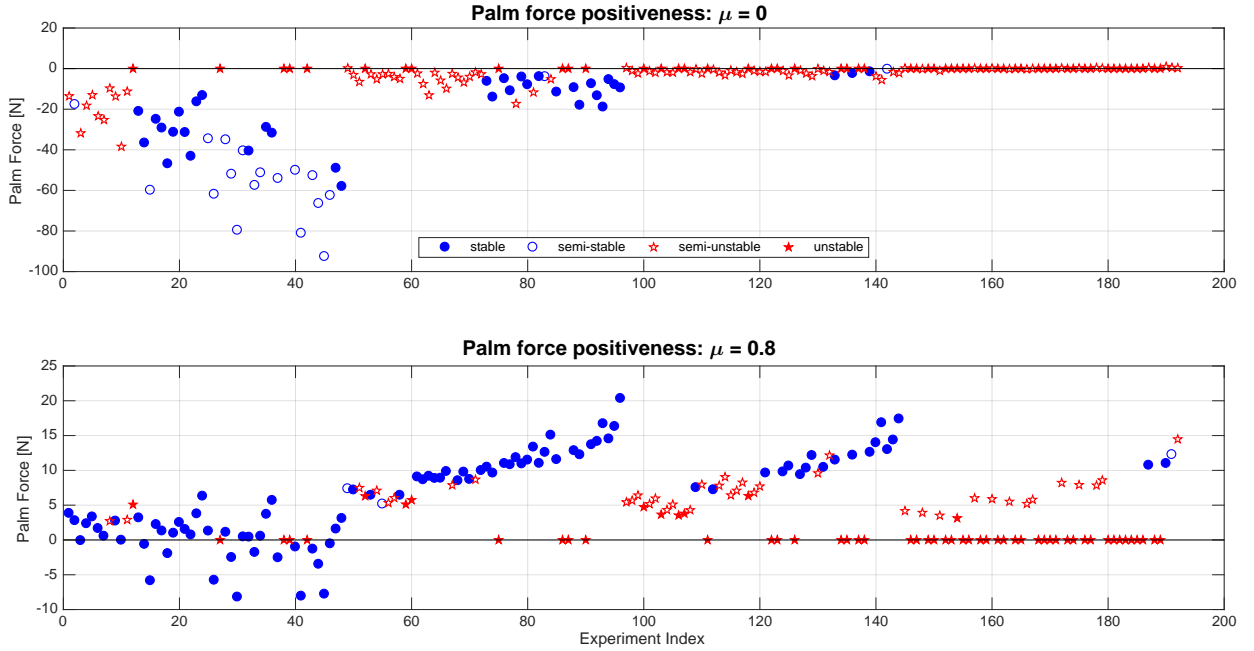 Palm force positiveness: μ = 0
Palm Force [N]
20
0
-20
-40
-60
-80
-100
stable semi-stable semi-unstable unstable
0 20 40 60 80 100 120 140 160 180 200
Palm force positiveness: μ = 0.8
Palm Force [N]
25
20
15
10
5
0
-5
-10
0 20 40 60 80 100 120 140 160 180 200
Experiment Index